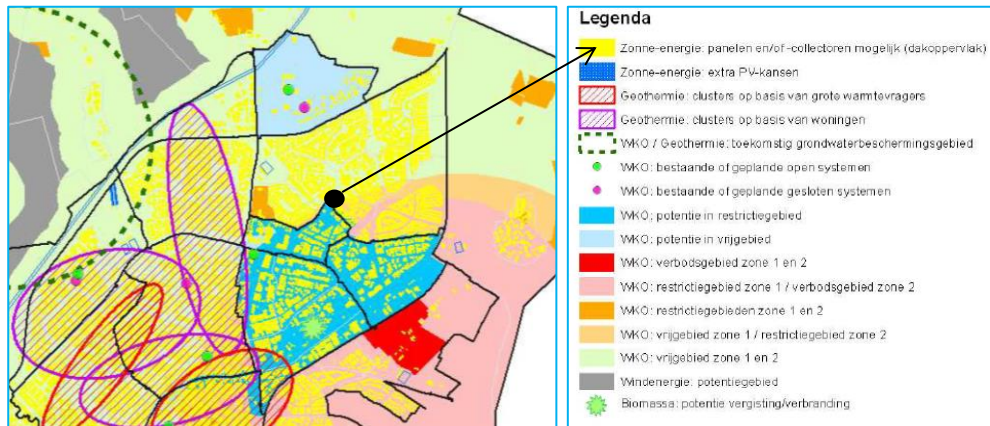 Legenda
Zonne-energie: panelen en/of -collectoren mogelijk (dakoppervlak)
Zonne-energie: extra PV-kansen
Geothermie: clusters op basis van grote warmtevragers
Geothermie: clusters op basis van woningen
WKO / Geothermie: toekomstig grondwaterbeschermingsgebied
WKO: bestaande of geplande open systemen
WKO: bestaande of geplande gesloten systemen
WKO; potentie in restrictiegebied
WKO: potentie in vrijgebied
WKO: verbodsgebied zone 1 en 2
WKO: restrictiegebied zone 1 / verbodsgebied zone 2
WKO: restrictiegebieden zone 1 en 2
WKO: vrijgebied zone 1 / restrictiegebied zone 2
WKO: vrijgebied zone 1 en 2
Windenergie: potentiegebied
Biomassa: potentie vergisting/verbranding